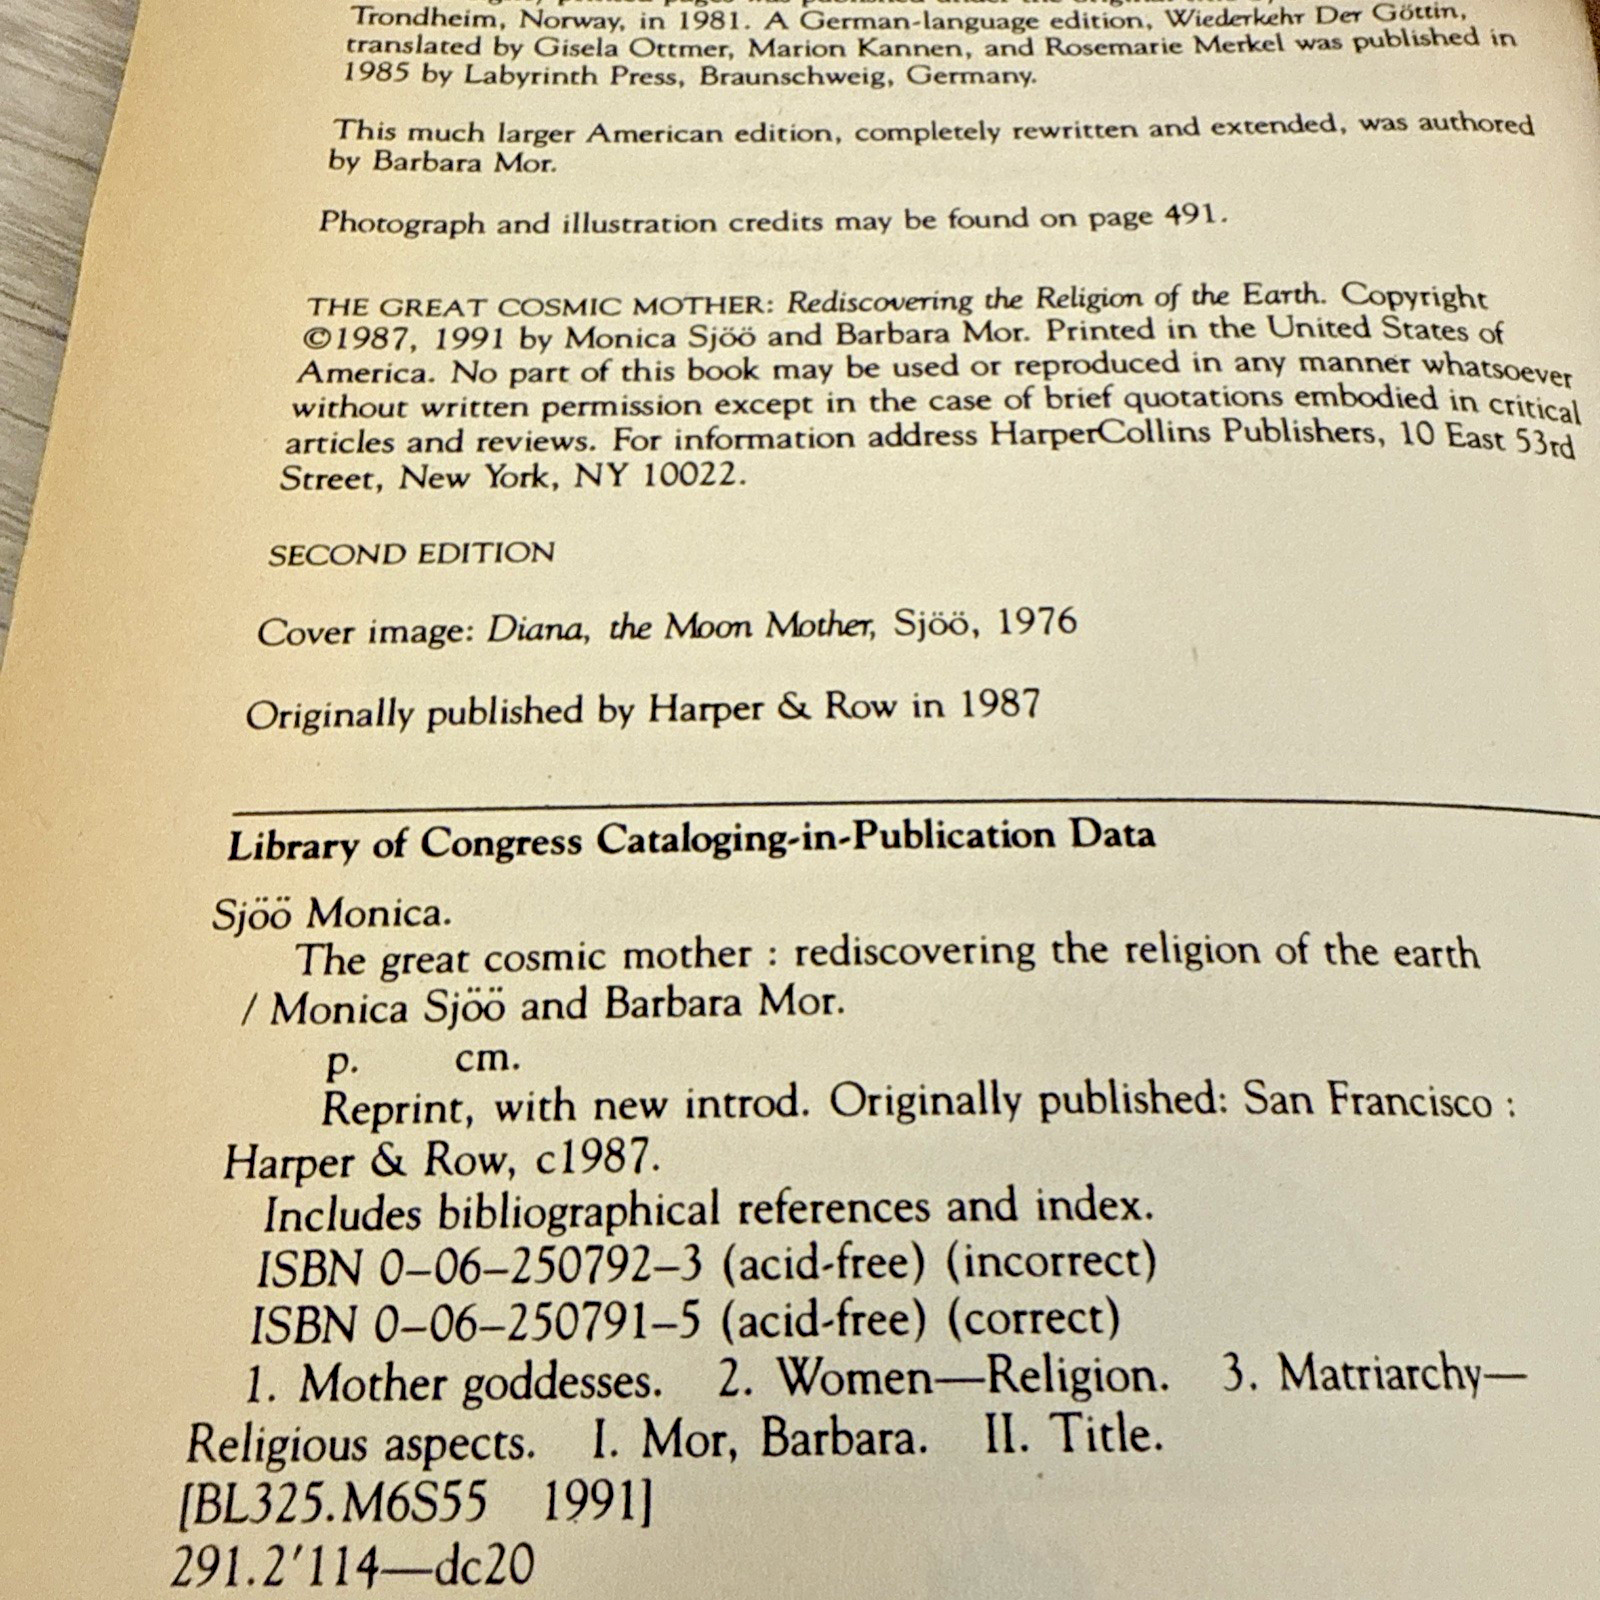 pages was published under the original title
Trondheim, Norway, in 1981. A German-language edition, Wiederkehr Der Göttin,
translated by Gisela Ottmer, Marion Kannen, and Rosemarie Merkel was published in
1985 by Labyrinth Press, Braunschweig, Germany.
This much larger American edition, completely rewritten and extended, was authored
by Barbara Mor.
Photograph and illustration credits may be found on page 491.
THE GREAT COSMIC MOTHER: Rediscovering the Religion of the Earth. Copyright
©1987, 1991 by Monica Sjöö and Barbara Mor. Printed in the United States of
America. No part of this book may be used or reproduced in any manner whatsoever
without written permission except in the case of brief quotations embodied in critical
articles and reviews. For information address HarperCollins Publishers, 10 East 53rd
Street, New York, NY 10022.
SECOND EDITION
Cover image: Diana, the Moon Mother, Sjöö, 1976
Originally published by Harper & Row in 1987
Library of Congress Cataloging-in-Publication Data
Sjöö Monica.
The great cosmic mother : rediscovering the religion of the earth
/ Monica Sjöö and Barbara Mor.
p. cm.
Reprint, with new introd. Originally published: San Francisco :
Harper & Row, c1987.
Includes bibliographical references and index.
ISBN 0–06–250792–3 (acid-free) (incorrect)
ISBN 0–06–250791–5 (acid-free) (correct)
1. Mother goddesses. 2. Women—Religion. 3. Matriarchy—
Religious aspects. I. Mor, Barbara. II. Title.
[BL325.M6S55 1991]
291.2'114—dc20